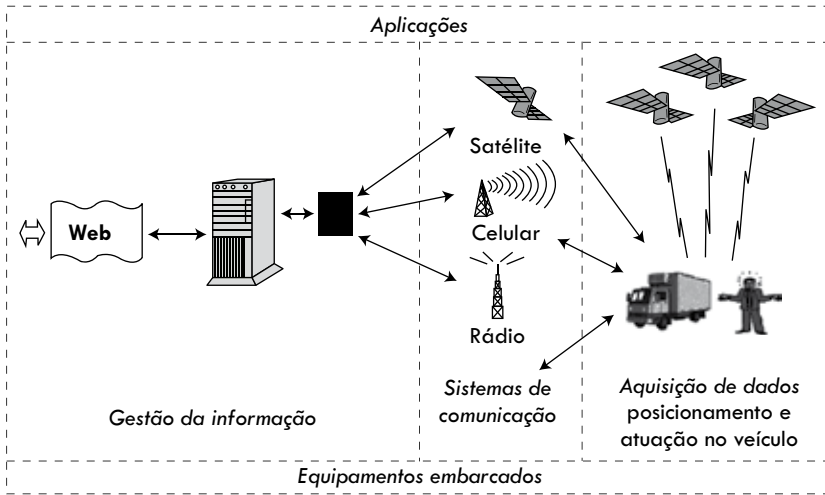 Aplicações
Satélite
Web
Celular
Rádio
Gestão da informação
Sistemas de
comunicação
Aquisição de dados
posicionamento e
atuação no veículo
Equipamentos embarcados